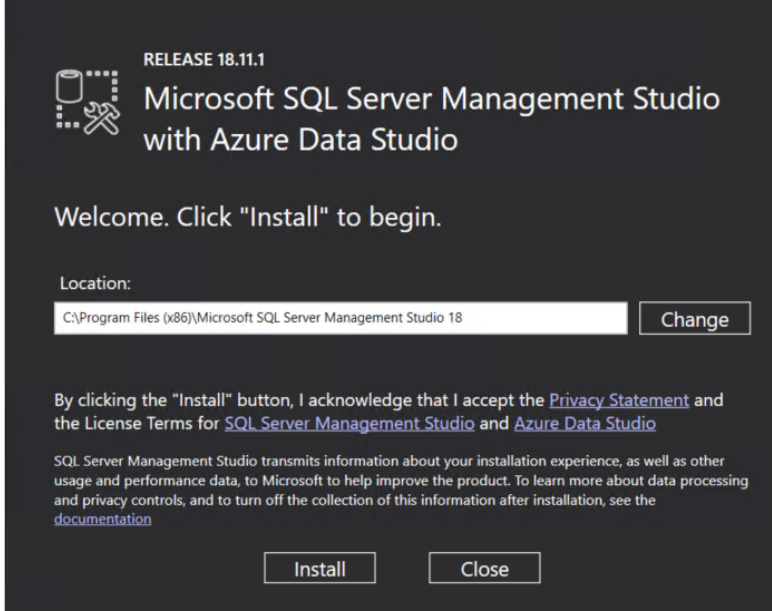 RELEASE 18.11.1
Microsoft SQL Server Management Studio
with Azure Data Studio
Welcome. Click "Install" to begin.
Location:
C:\Program Files (x86)\Microsoft SQL Server Management Studio 18
Change
By clicking the "Install" button, I acknowledge that I accept the Privacy Statement and
the License Terms for SQL Server Management Studio and Azure Data Studio
SQL Server Management Studio transmits information about your installation experience, as well as other
usage and performance data, to Microsoft to help improve the product. To learn more about data processing
and privacy controls, and to turn off the collection of this information after installation, see the
documentation
Install Close